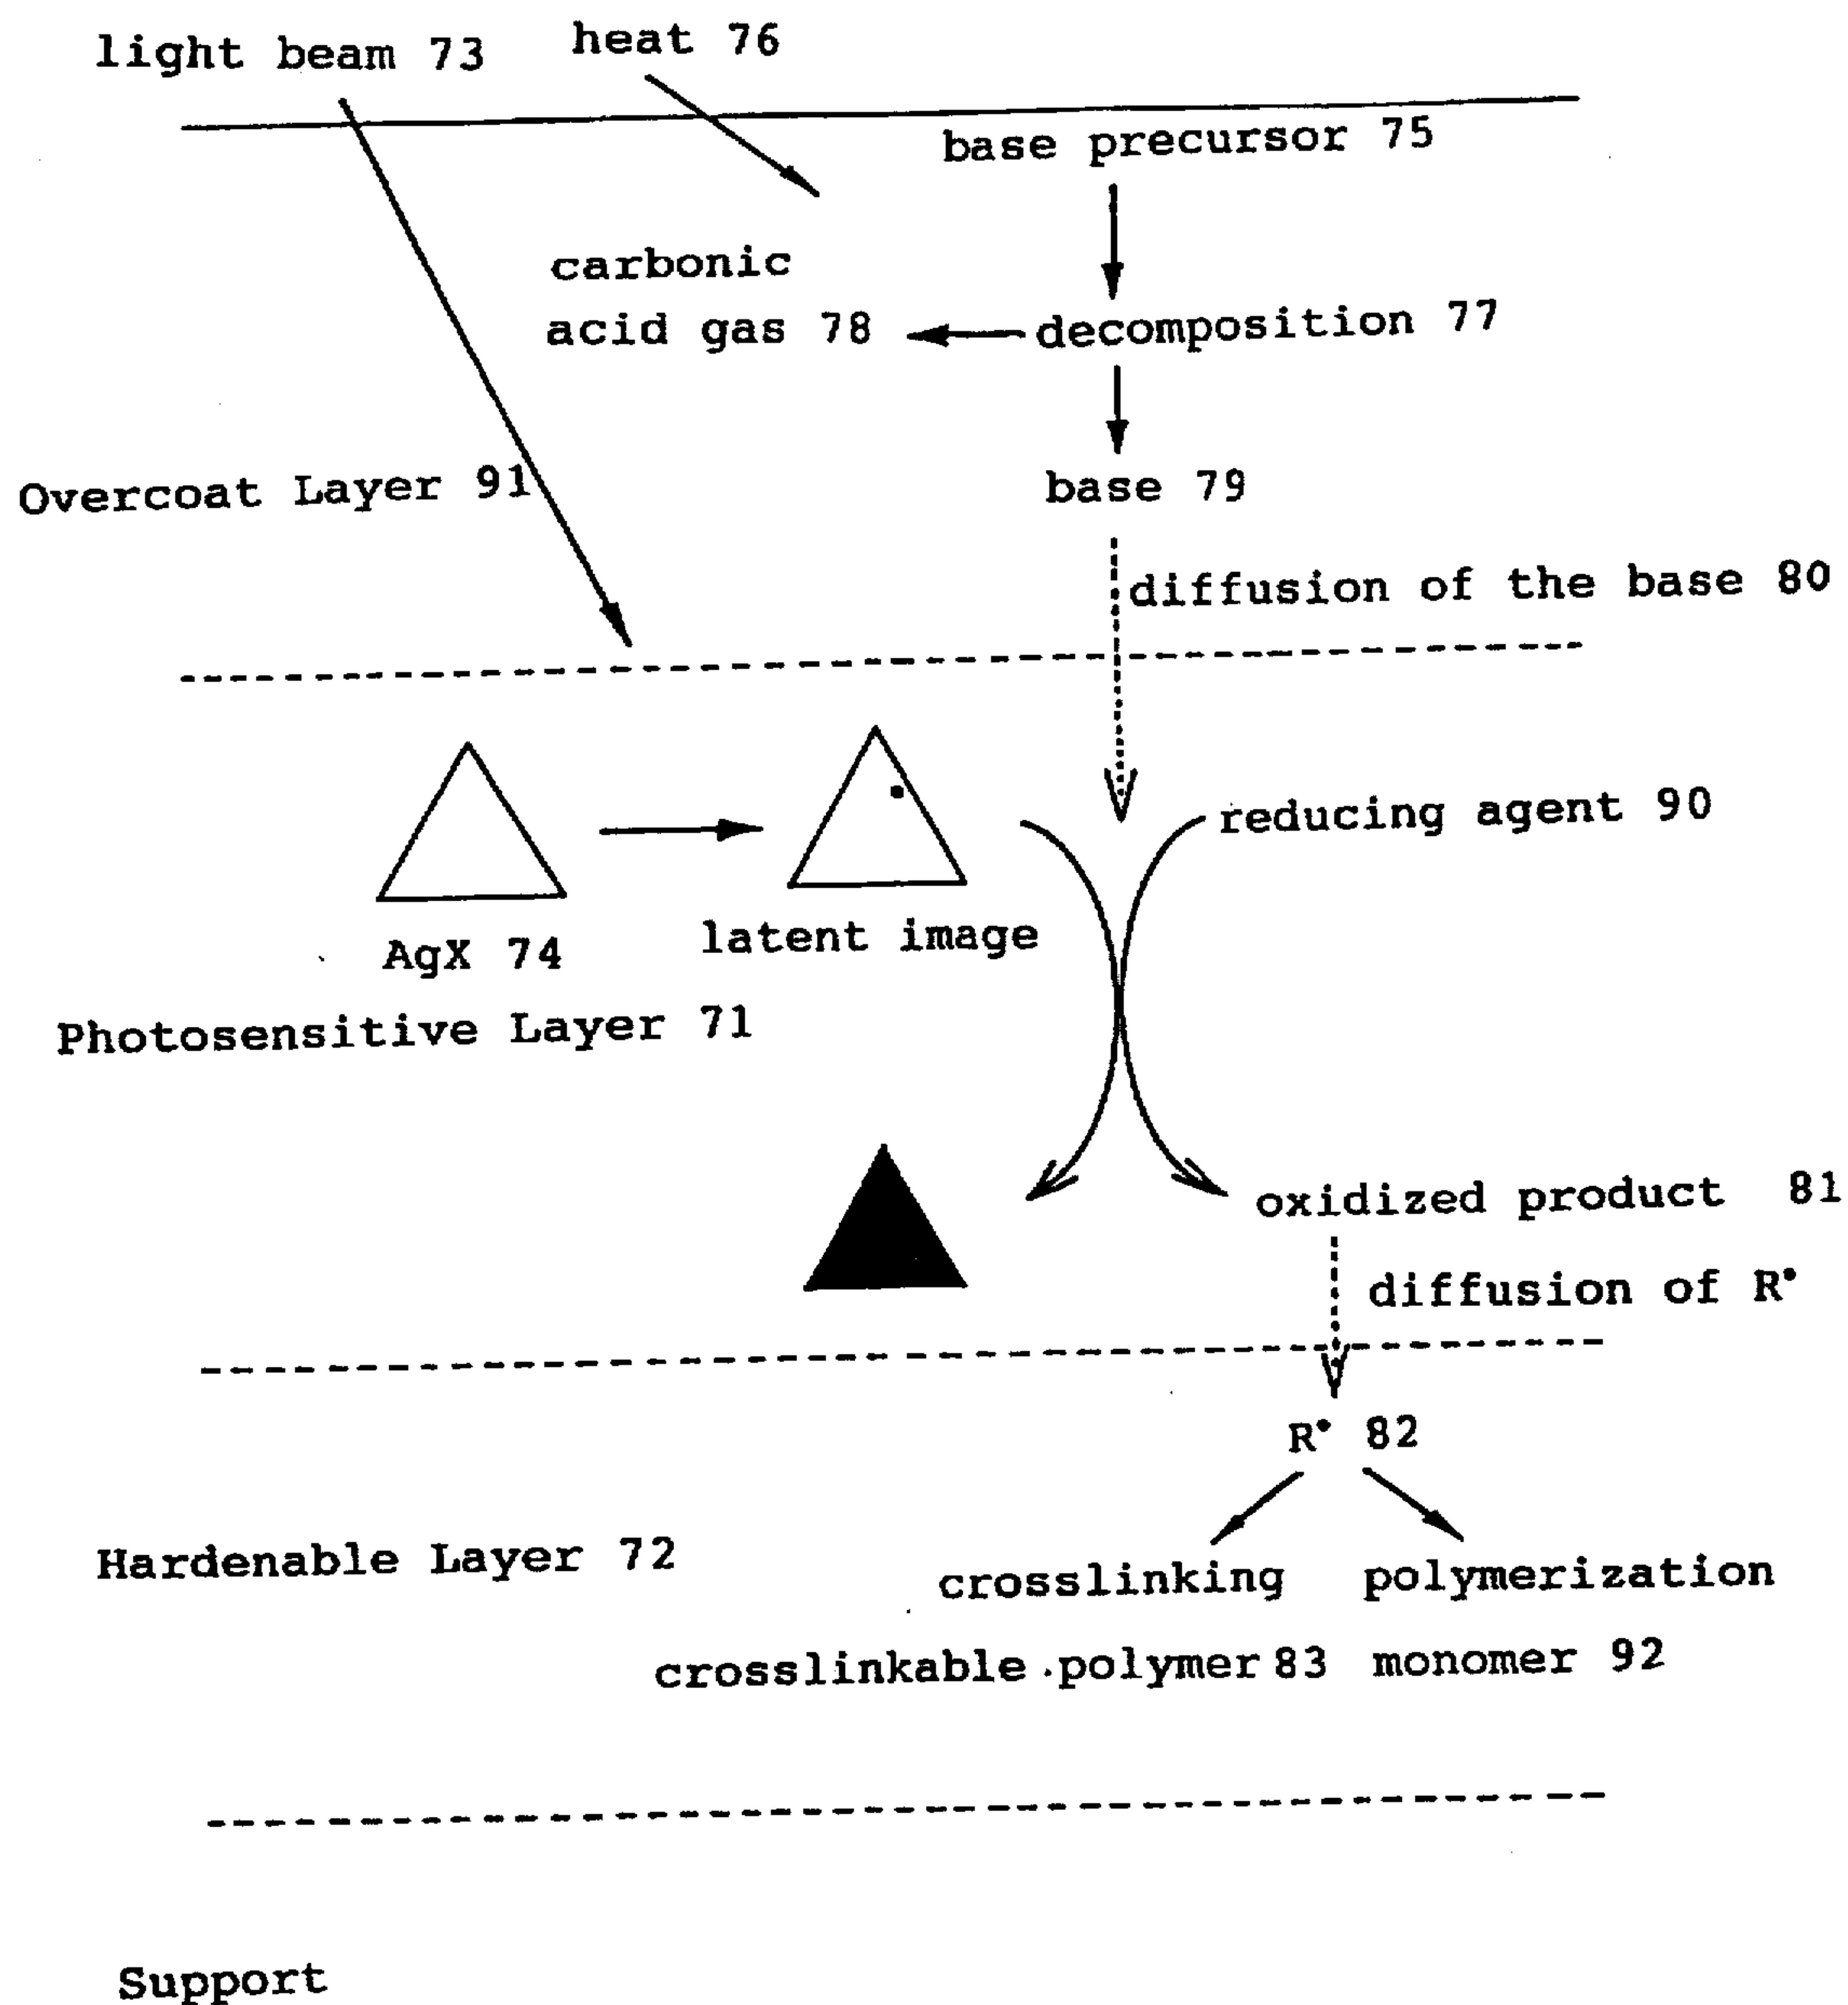 light beam 73
heat 76
base precursor 75
carbonic
acid gas 78
decomposition 77
Overcoat Layer 91
base 79
diffusion of the base 80
reducing agent 90
latent image
AgX 74
Photosensitive Layer 71
oxidized product 81
diffusion of R•
R• 82
Hardenable Layer 72
crosslinking
polymerization
crosslinkable polymer 83
monomer 92
Support